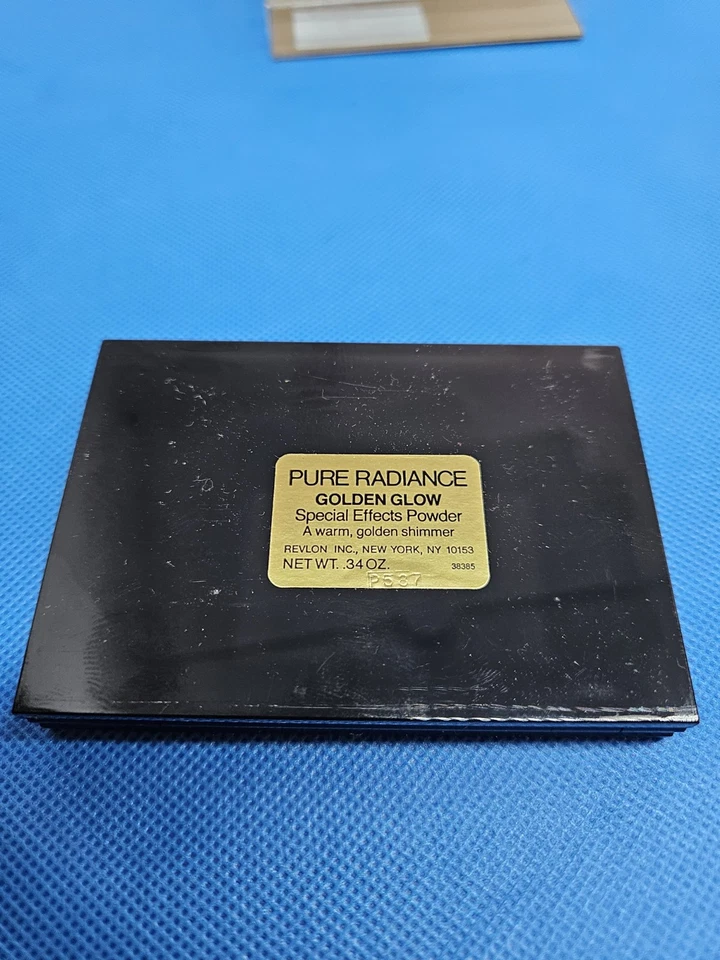 PURE RADIANCE
GOLDEN GLOW
Special Effects Powder
A warm, golden shimmer
REVLON INC., NEW YORK, NY 10153
NET WT. .34 OZ. 38385
P537